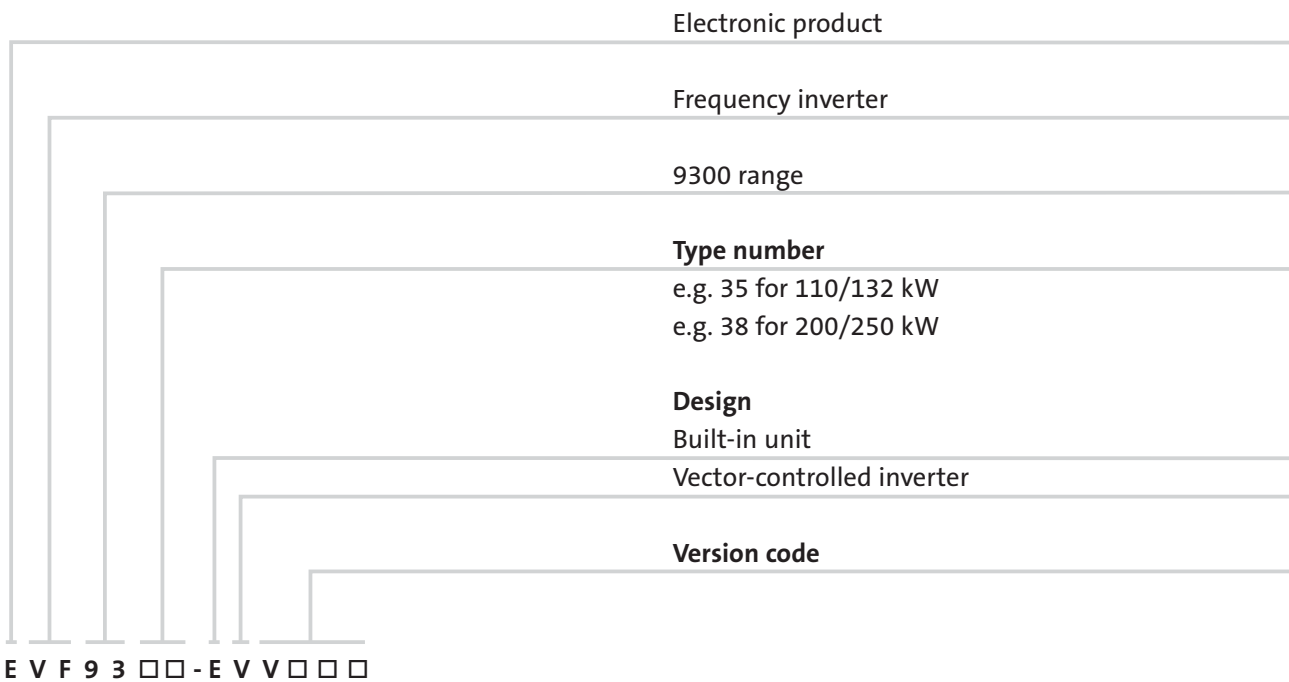 Electronic product
Frequency inverter
9300 range
Type number
e.g. 35 for 110/132 kW
e.g. 38 for 200/250 kW
Design
Built-in unit
Vector-controlled inverter
Version code
E V F 9 3 □ □ - E V V □ □ □